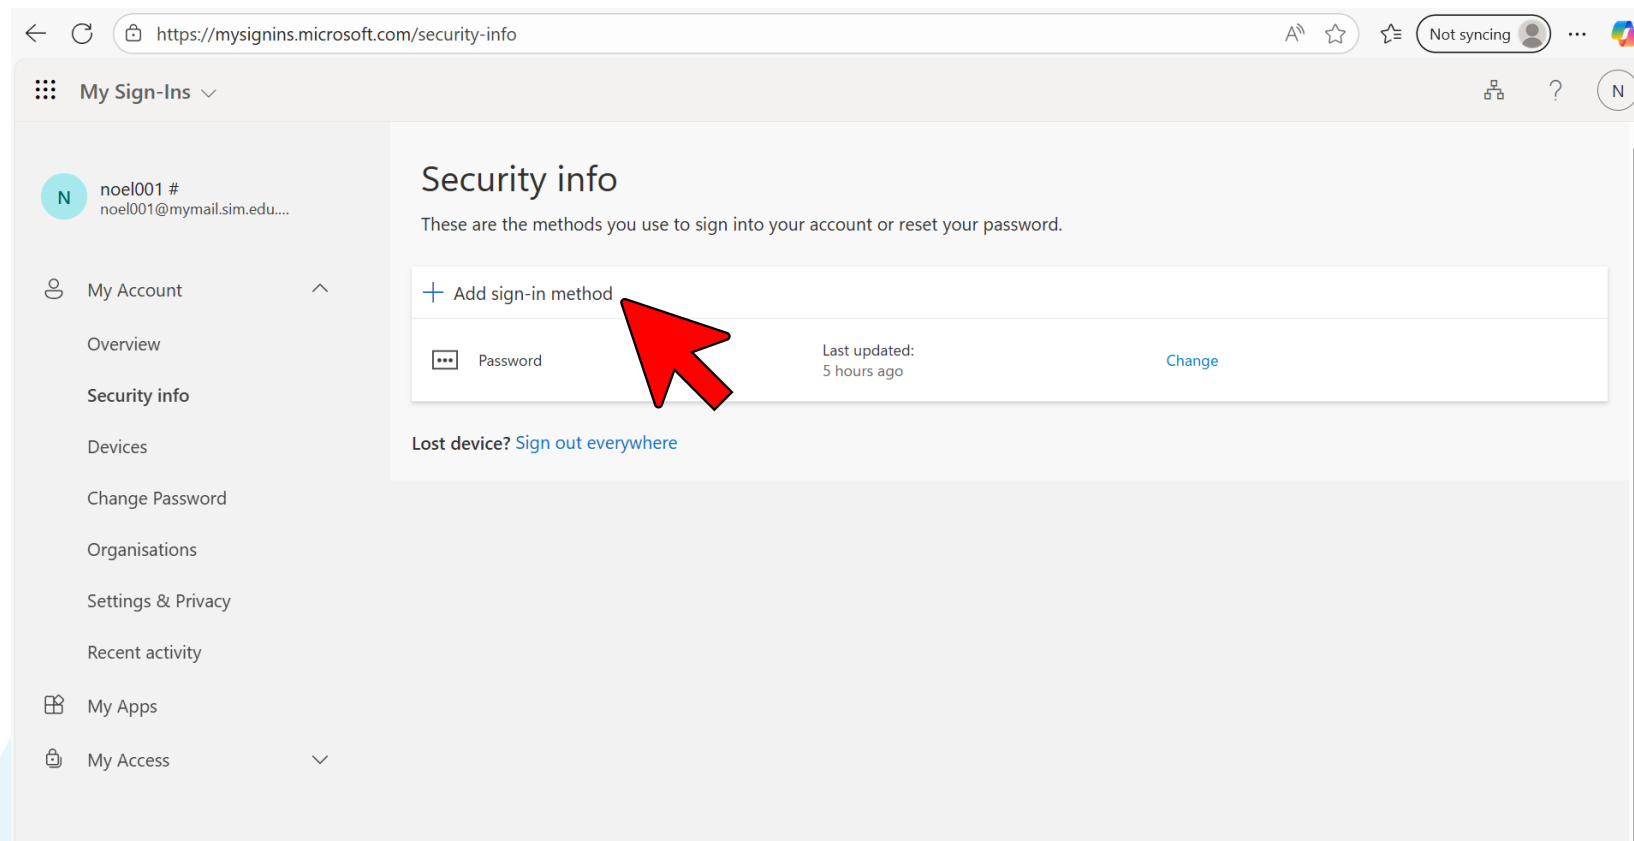 https://mysignins.microsoft.com/security-info
Not syncing
My Sign-Ins
N
N
noel001 #
noel001@mymail.sim.edu....
My Account
Overview
Security info
Devices
Change Password
Organisations
Settings & Privacy
Recent activity
My Apps
My Access
Security info
These are the methods you use to sign into your account or reset your password.
Add sign-in method
Password
Last updated:
5 hours ago
Change
Lost device? Sign out everywhere